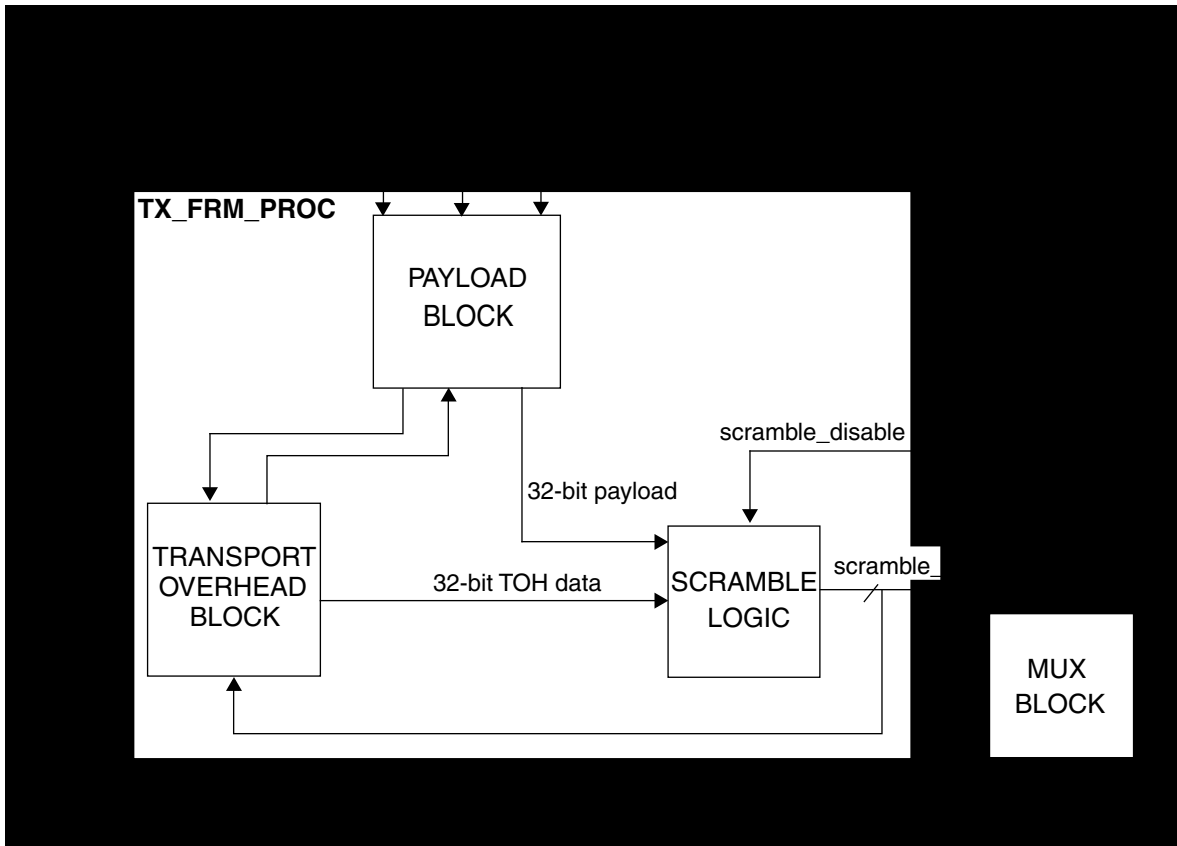 TX_FRM_PROC
PAYLOAD
BLOCK
scramble_disable
32-bit payload
TRANSPORT
OVERHEAD
BLOCK
32-bit TOH data
SCRAMBLE
LOGIC
scramble_
MUX
BLOCK